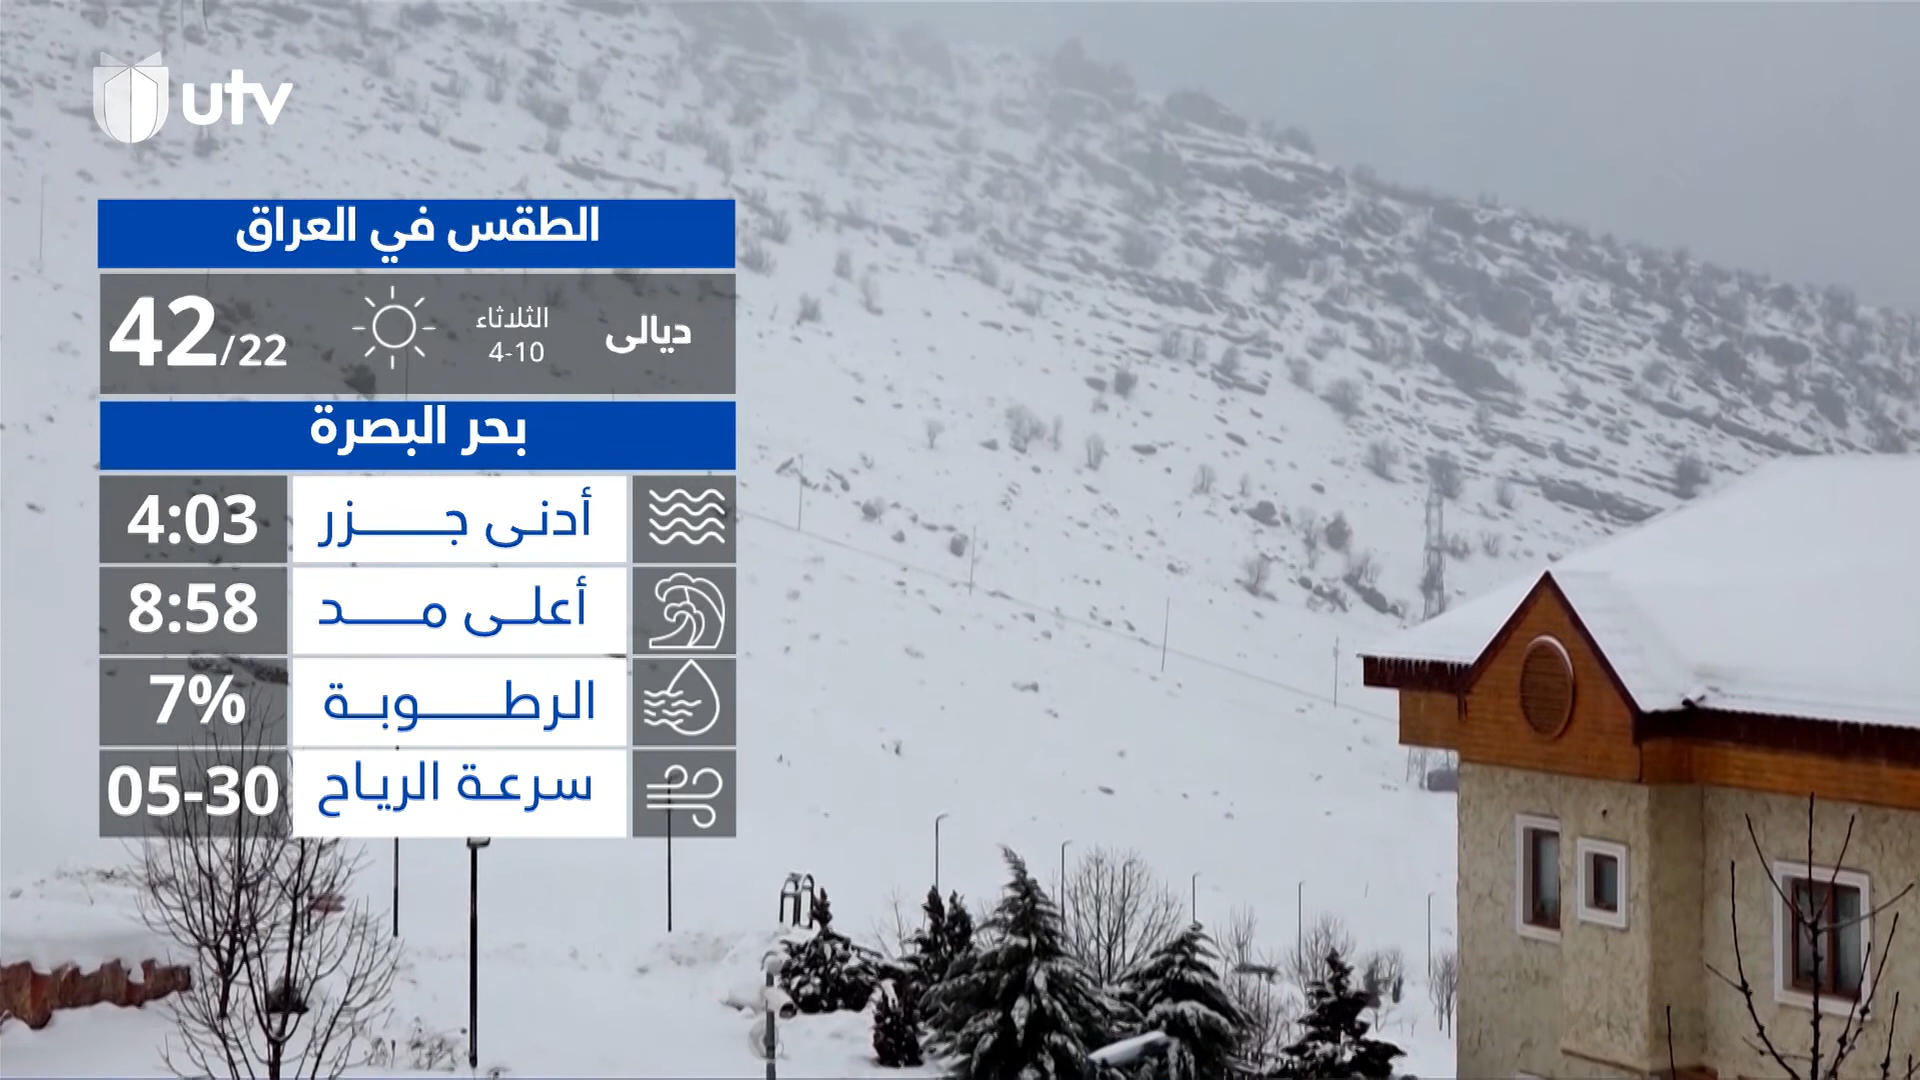 utv
الطقس في العراق
ديالى
الثلاثاء
4-10
42/22
بحر البصرة
أدنى جـــزر 4:03
أعلى مـــد 8:58
الرطـــوبة 7%
سرعة الرياح 05-30